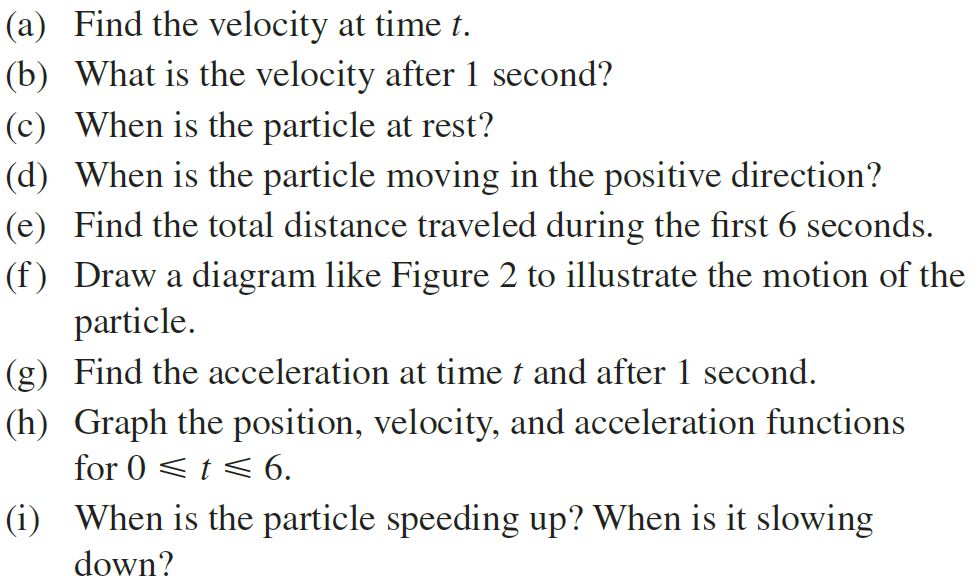 (a) Find the velocity at time t.
(b) What is the velocity after 1 second?
(c) When is the particle at rest?
(d) When is the particle moving in the positive direction?
(e) Find the total distance traveled during the first 6 seconds.
(f) Draw a diagram like Figure 2 to illustrate the motion of the
particle.
(g) Find the acceleration at time t and after 1 second.
(h) Graph the position, velocity, and acceleration functions
for 0 ⩽ t ⩽ 6.
(i) When is the particle speeding up? When is it slowing
down?